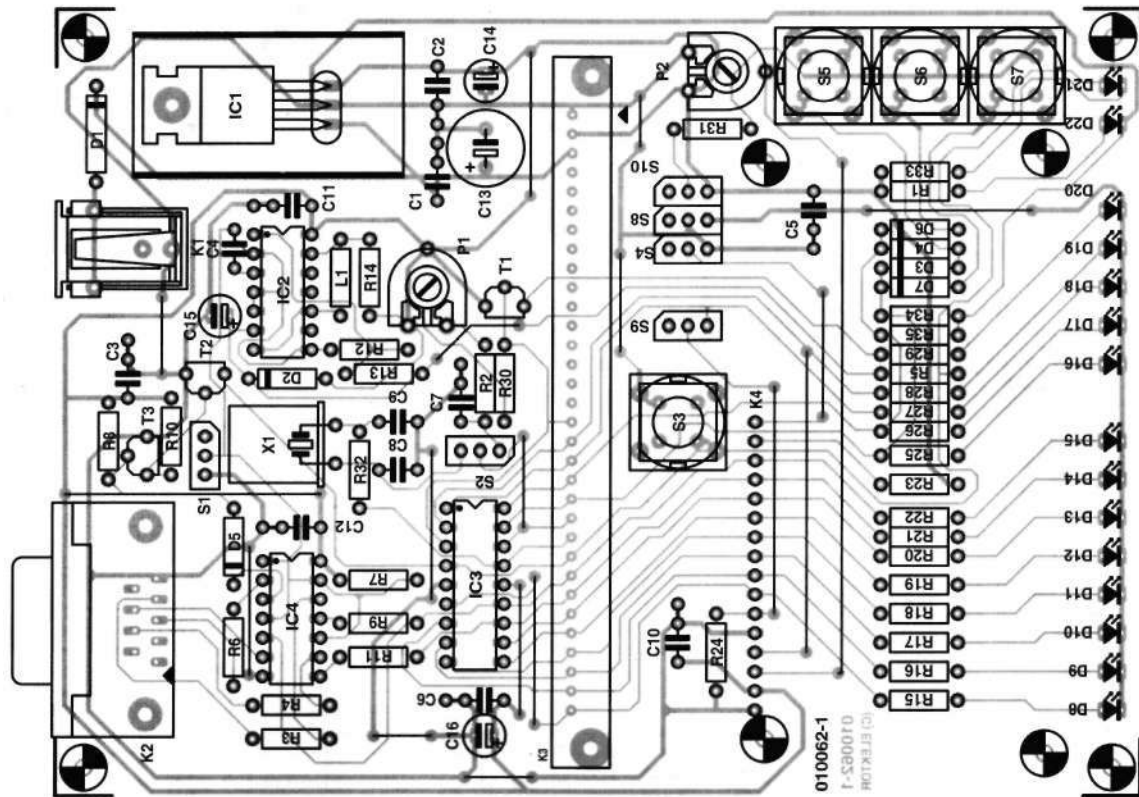 C2
C14
D1
IC1
P2
S5
S6
S7
D21
D22
R31
S10
C1
C13
C11
K1
C4
R33
R1
D20
S8
S4
C5
D6
D4
D3
D7
D19
D18
IC2
L1
R14
P1
T1
C15
S9
R34
R35
R29
R5
R28
R27
R26
R25
D17
D16
C3
T2
D2
R12
R13
R2
R30
C7
C9
C8
S3
K4
T3
R10
X1
R32
S2
D15
D14
S1
R23
D5
C12
R22
R21
R20
D13
D12
IC4
R7
IC3
R19
D11
R6
R9
R18
D10
R11
C10
R24
R17
R16
D9
R4
C6
R15
D8
K2
R3
C16
K3
010062-1
010062-1
(C) ELEKTOR